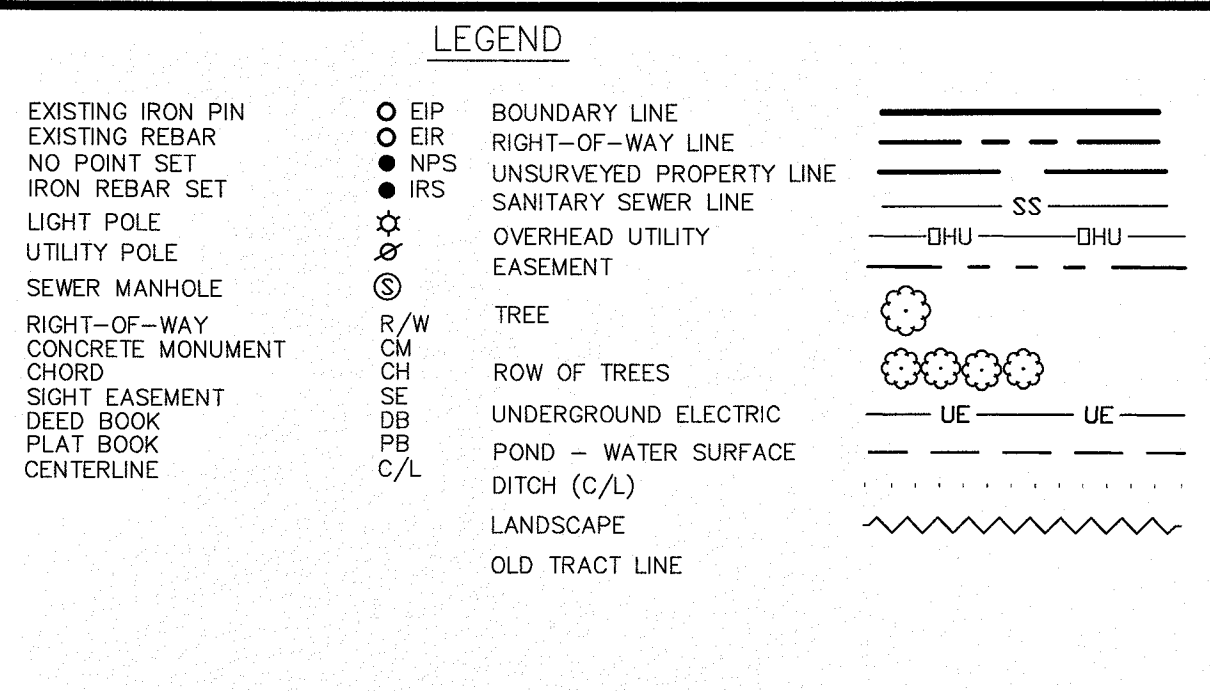 LEGEND
EXISTING IRON PIN EIP
EXISTING REBAR EIR
NO POINT SET NPS
IRON REBAR SET IRS
LIGHT POLE
UTILITY POLE
SEWER MANHOLE S
RIGHT-OF-WAY R/W
CONCRETE MONUMENT CM
CHORD CH
SIGHT EASEMENT SE
DEED BOOK DB
PLAT BOOK PB
CENTERLINE C/L
BOUNDARY LINE
RIGHT-OF-WAY LINE
UNSURVEYED PROPERTY LINE
SANITARY SEWER LINE SS
OVERHEAD UTILITY OHU OHU
EASEMENT
TREE
ROW OF TREES
UNDERGROUND ELECTRIC UE UE
POND - WATER SURFACE
DITCH (C/L)
LANDSCAPE
OLD TRACT LINE